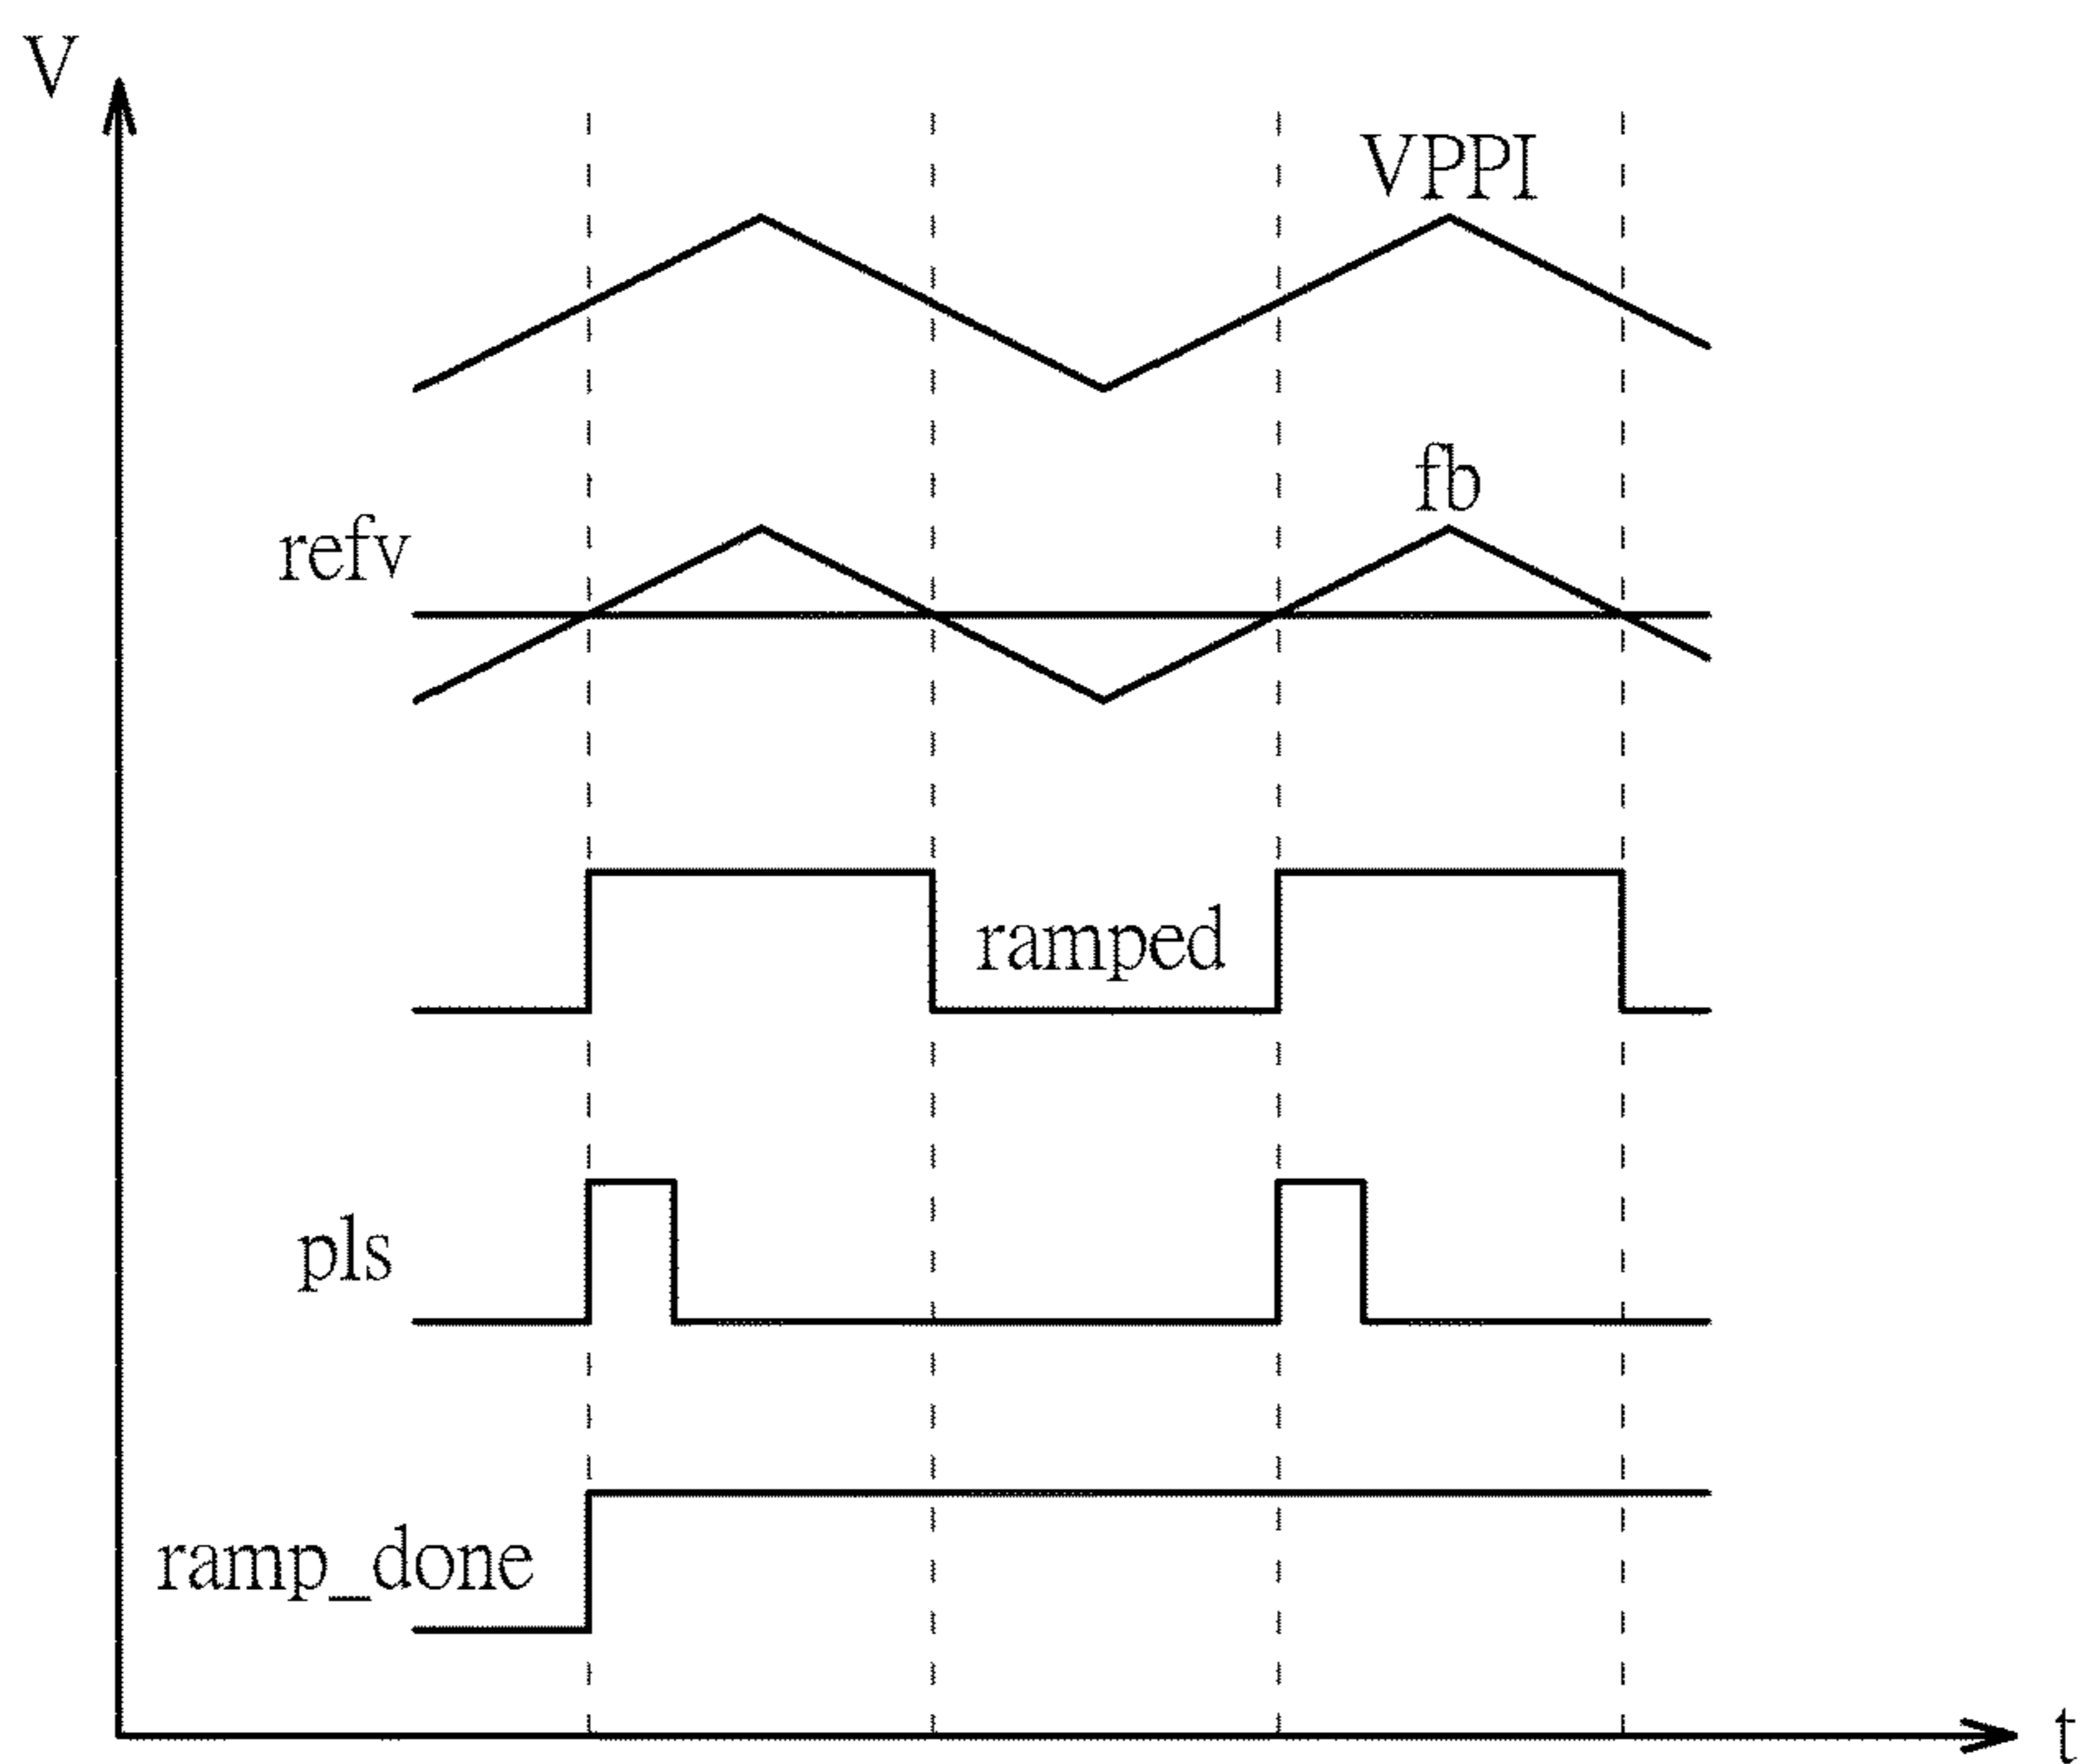 V
VPPI
fb
refv
ramped
pls
ramp_done
t